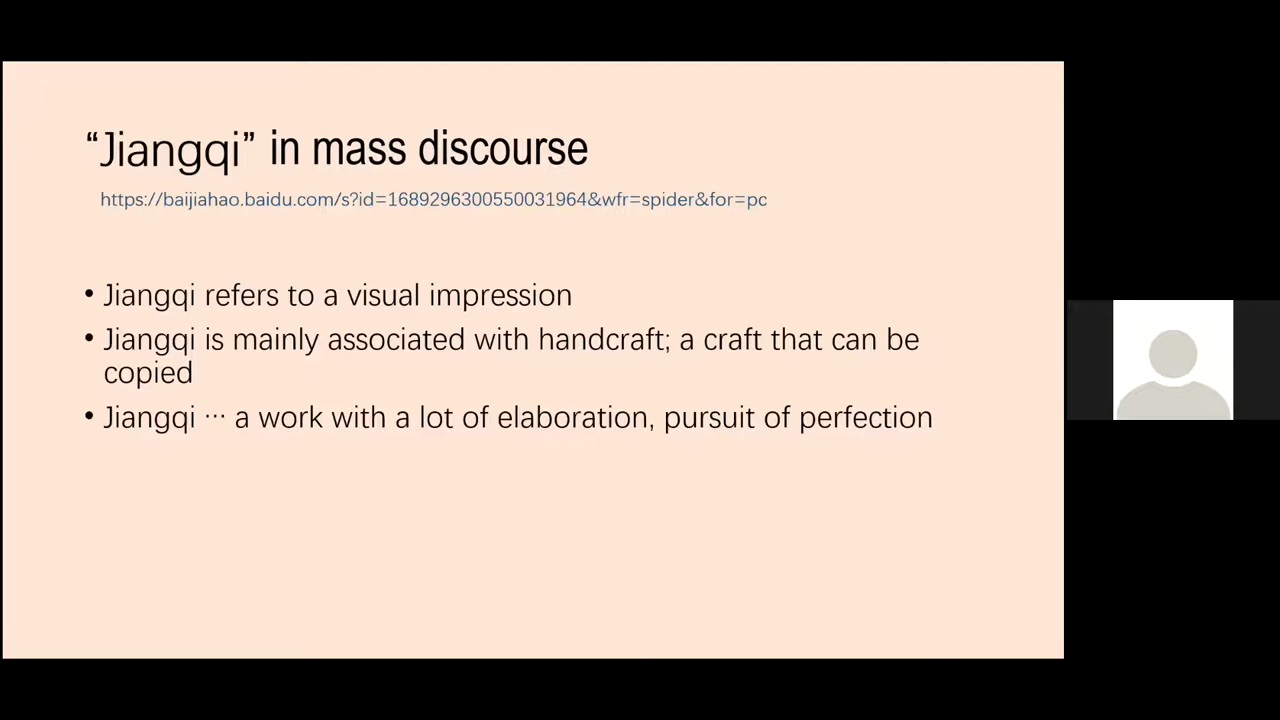 “Jiangqi” in mass discourse
https://baijiahao.baidu.com/s?id=1689296300550031964&wfr=spider&for=pc
• Jiangqi refers to a visual impression
• Jiangqi is mainly associated with handcraft; a craft that can be
copied
• Jiangqi ··· a work with a lot of elaboration, pursuit of perfection